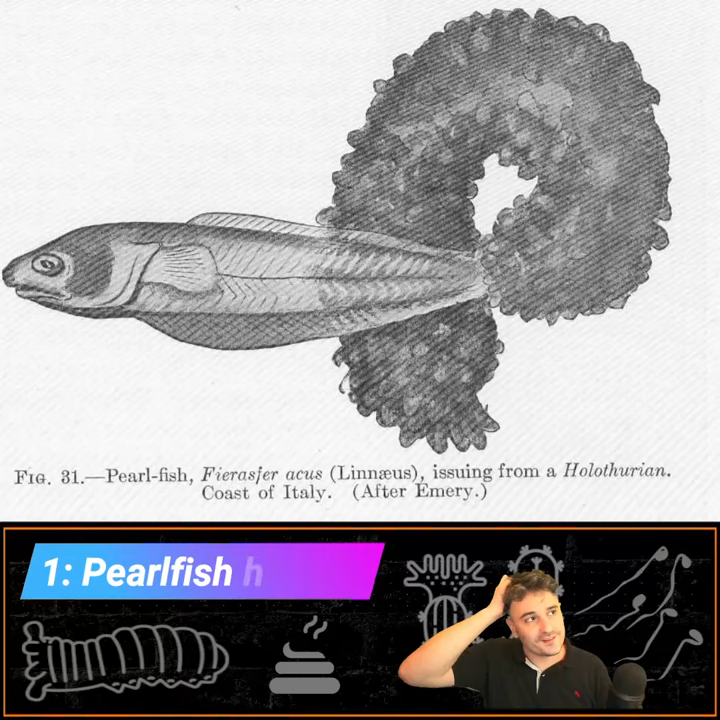 FIG. 31.—Pearl-fish, Fierasfer acus (Linnæus), issuing from a Holothurian.
Coast of Italy. (After Emery.)
1: Pearlfish h